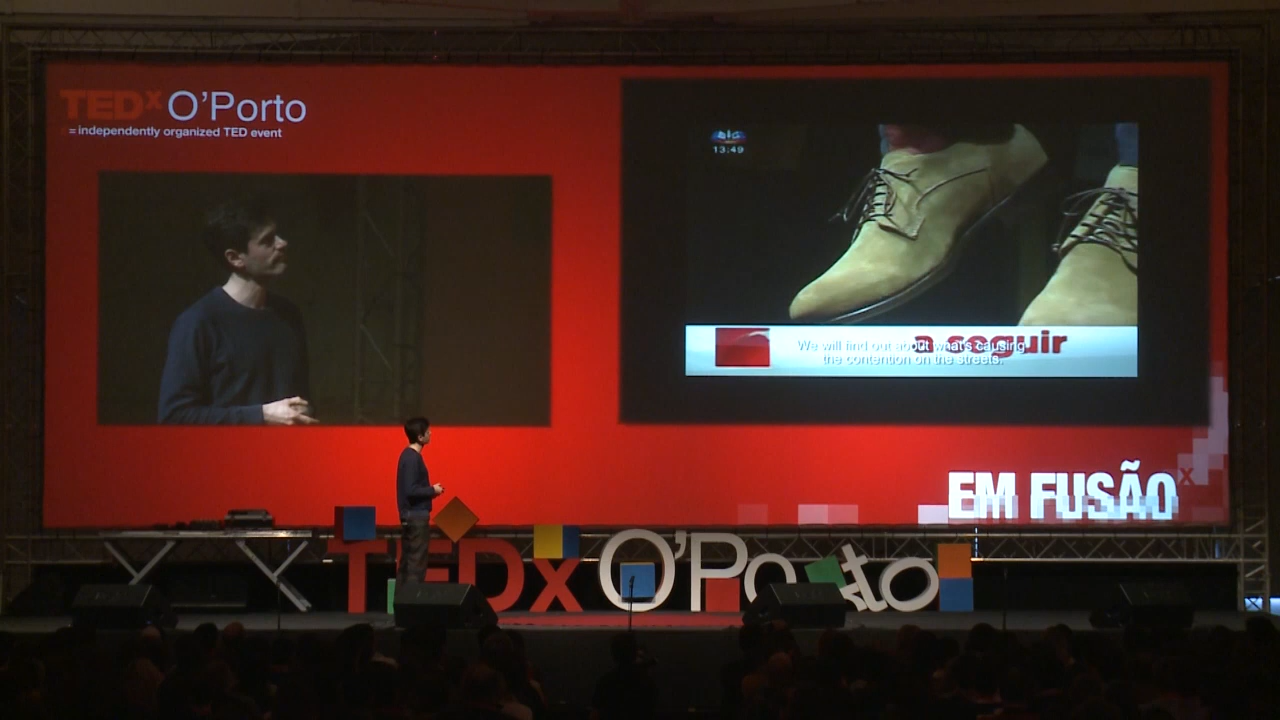 TEDx O'Porto
= independently organized TED event
sic
13:49
a seguir
We will find out about what's causing
the contention on the streets.
EM FUSÃO x
TEDx O'Porto